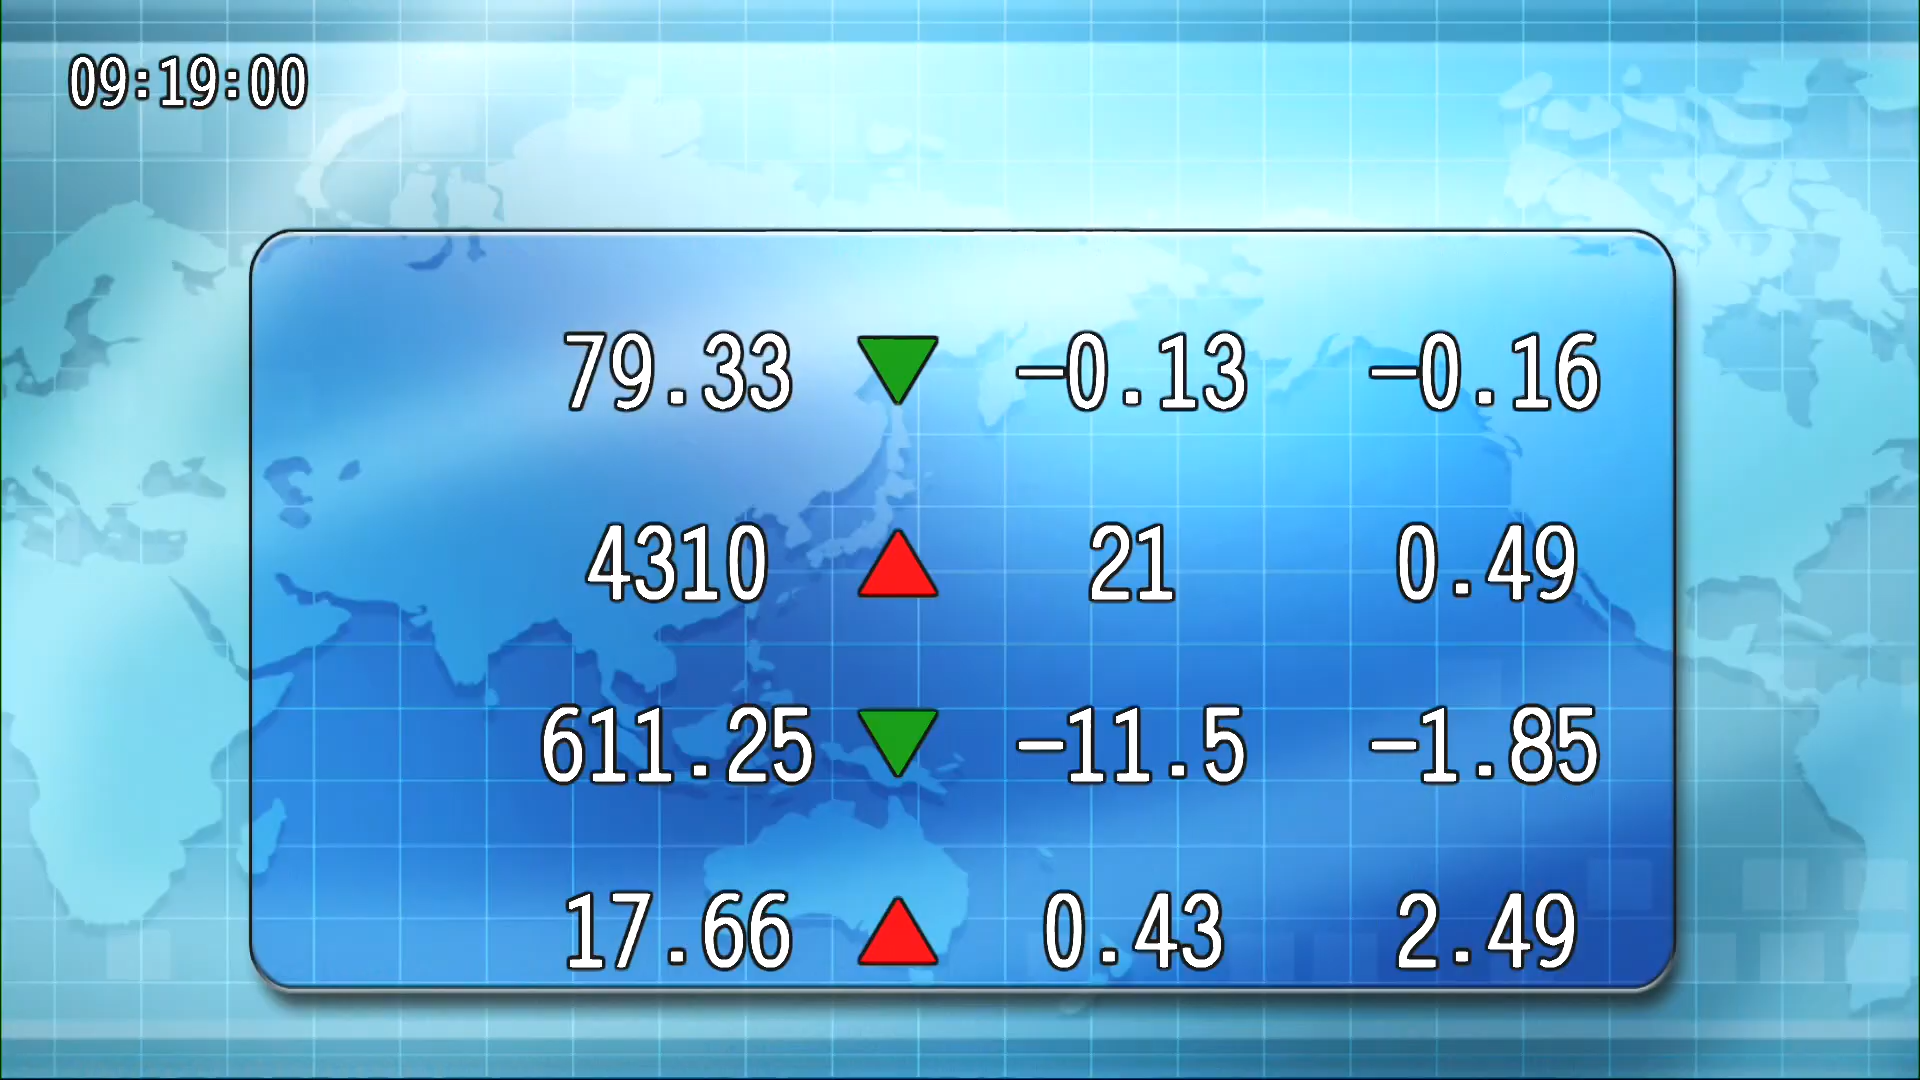 09:19:00
79.33 ▼ -0.13 -0.16
4310 ▲ 21 0.49
611.25 ▼ -11.5 -1.85
17.66 ▲ 0.43 2.49